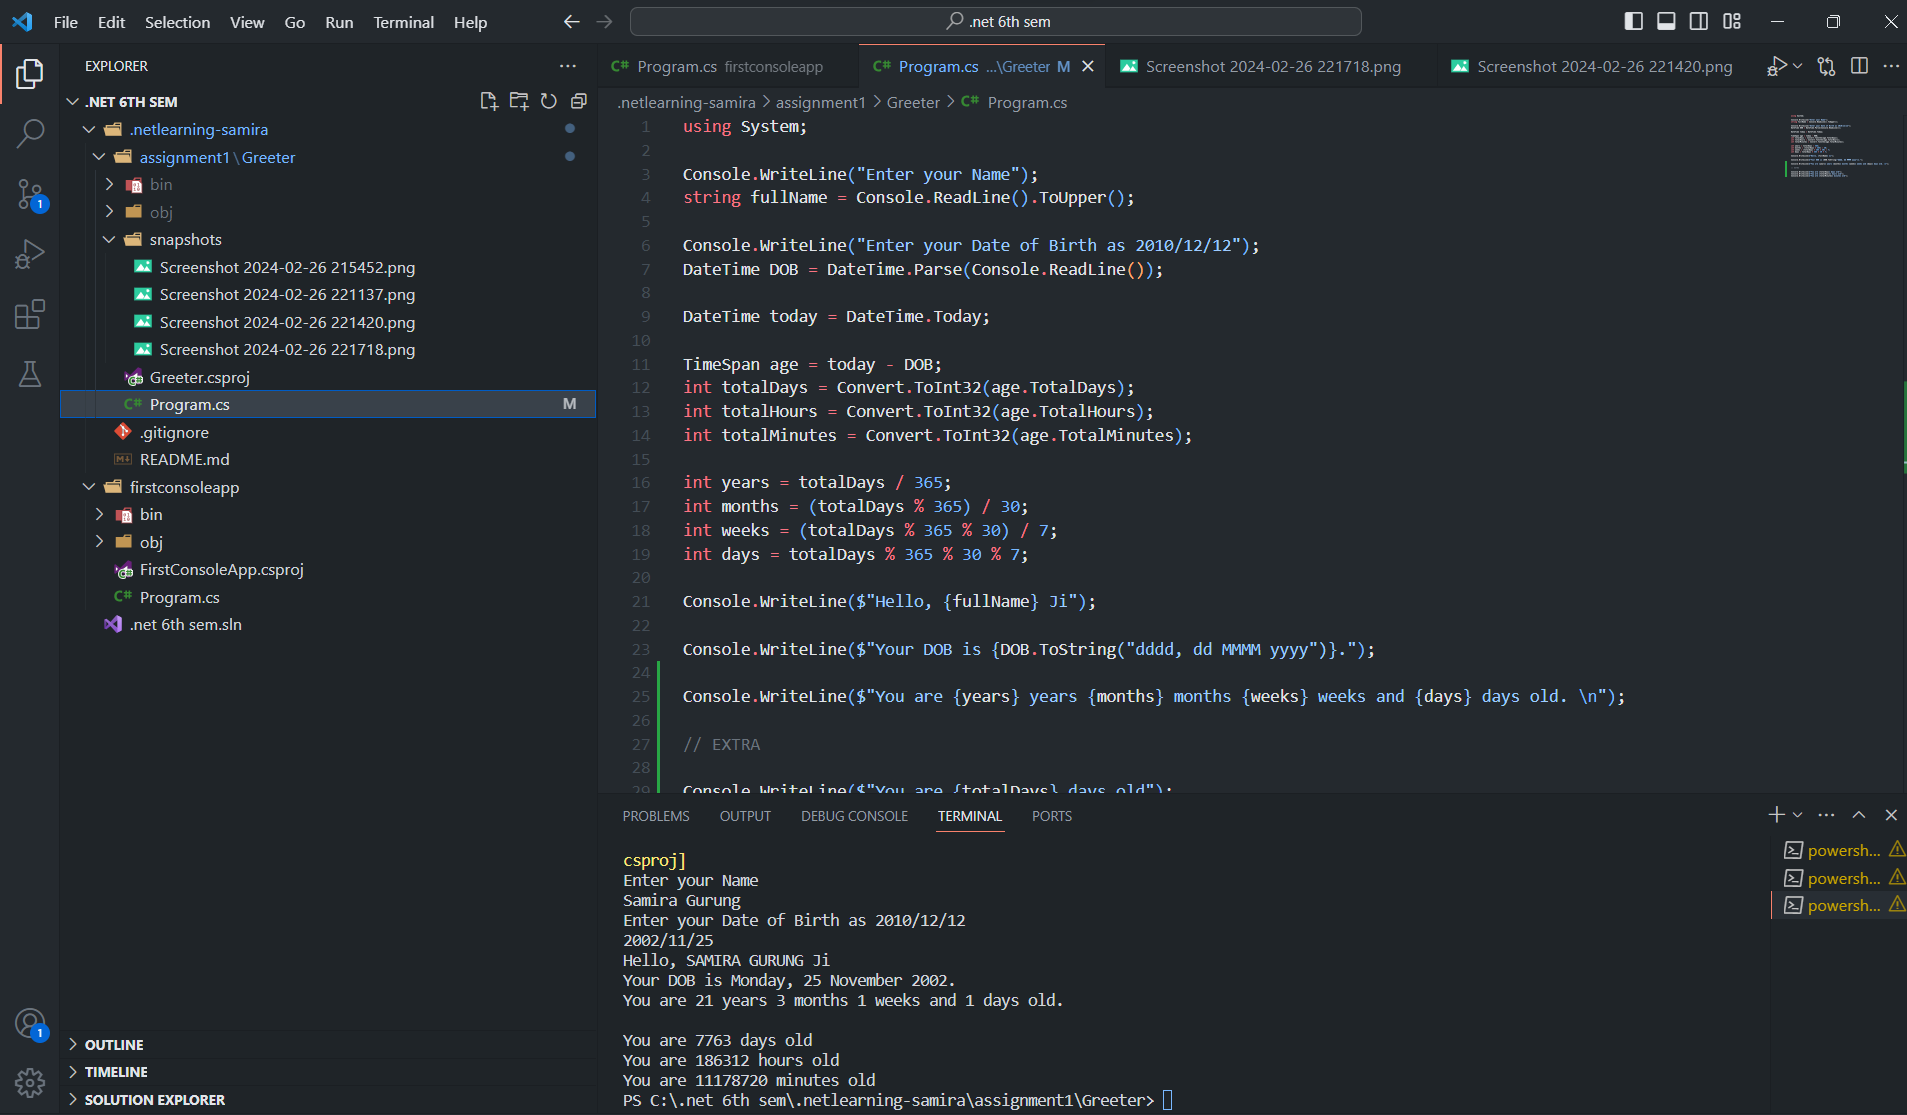 File Edit Selection View Go Run Terminal Help
.net 6th sem
EXPLORER
.NET 6TH SEM
.netlearning-samira
assignment1\Greeter
bin
obj
snapshots
Screenshot 2024-02-26 215452.png
Screenshot 2024-02-26 221137.png
Screenshot 2024-02-26 221420.png
Screenshot 2024-02-26 221718.png
Greeter.csproj
C# Program.cs M
.gitignore
README.md
firstconsoleapp
bin
obj
FirstConsoleApp.csproj
C# Program.cs
.net 6th sem.sln
1
1
OUTLINE
TIMELINE
SOLUTION EXPLORER
C# Program.cs firstconsoleapp
C# Program.cs ...\Greeter M
Screenshot 2024-02-26 221718.png
Screenshot 2024-02-26 221420.png
.netlearning-samira > assignment1 > Greeter > C# Program.cs
1 using System;
2
3 Console.WriteLine("Enter your Name");
4 string fullName = Console.ReadLine().ToUpper();
5
6 Console.WriteLine("Enter your Date of Birth as 2010/12/12");
7 DateTime DOB = DateTime.Parse(Console.ReadLine());
8
9 DateTime today = DateTime.Today;
10
11 TimeSpan age = today - DOB;
12 int totalDays = Convert.ToInt32(age.TotalDays);
13 int totalHours = Convert.ToInt32(age.TotalHours);
14 int totalMinutes = Convert.ToInt32(age.TotalMinutes);
15
16 int years = totalDays / 365;
17 int months = (totalDays % 365) / 30;
18 int weeks = (totalDays % 365 % 30) / 7;
19 int days = totalDays % 365 % 30 % 7;
20
21 Console.WriteLine($"Hello, {fullName} Ji");
22
23 Console.WriteLine($"Your DOB is {DOB.ToString("dddd, dd MMMM yyyy")}.");
24
25 Console.WriteLine($"You are {years} years {months} months {weeks} weeks and {days} days old. \n");
26
27 // EXTRA
28
29 Console.WriteLine($"You are {totalDays} days old");
PROBLEMS OUTPUT DEBUG CONSOLE TERMINAL PORTS
csproj]
Enter your Name
Samira Gurung
Enter your Date of Birth as 2010/12/12
2002/11/25
Hello, SAMIRA GURUNG Ji
Your DOB is Monday, 25 November 2002.
You are 21 years 3 months 1 weeks and 1 days old.
You are 7763 days old
You are 186312 hours old
You are 11178720 minutes old
PS C:\.net 6th sem\.netlearning-samira\assignment1\Greeter>
powersh...
powersh...
powersh...